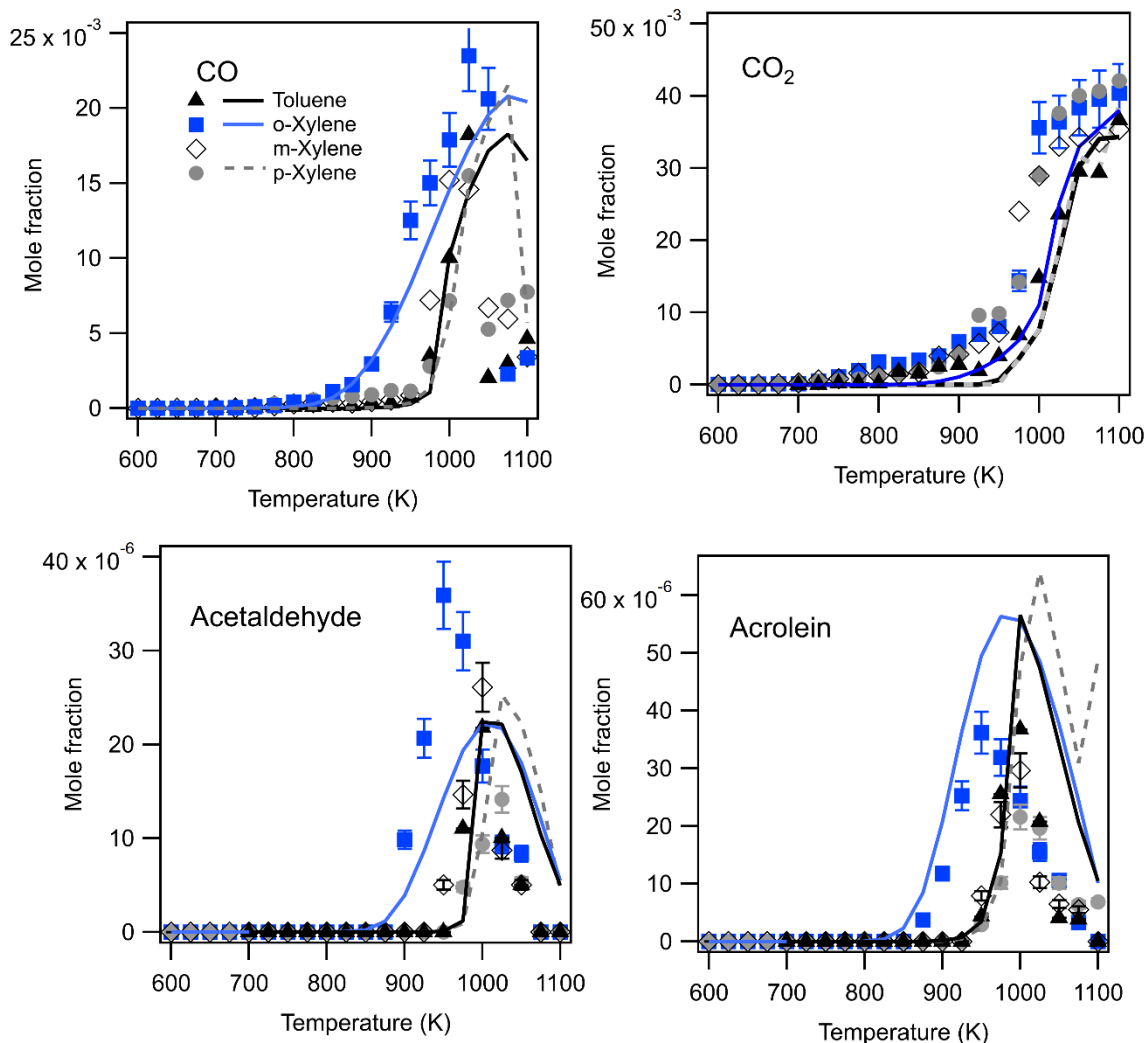 25 x 10⁻³
CO
Toluene
o-Xylene
m-Xylene
p-Xylene
20
15
10
5
0
Mole fraction
600 700 800 900 1000 1100
Temperature (K)
50 x 10⁻³
CO₂
40
30
20
10
0
Mole fraction
600 700 800 900 1000 1100
Temperature (K)
40 x 10⁻⁶
Acetaldehyde
30
20
10
0
Mole fraction
600 700 800 900 1000 1100
Temperature (K)
60 x 10⁻⁶
Acrolein
50
40
30
20
10
0
Mole fraction
600 700 800 900 1000 1100
Temperature (K)